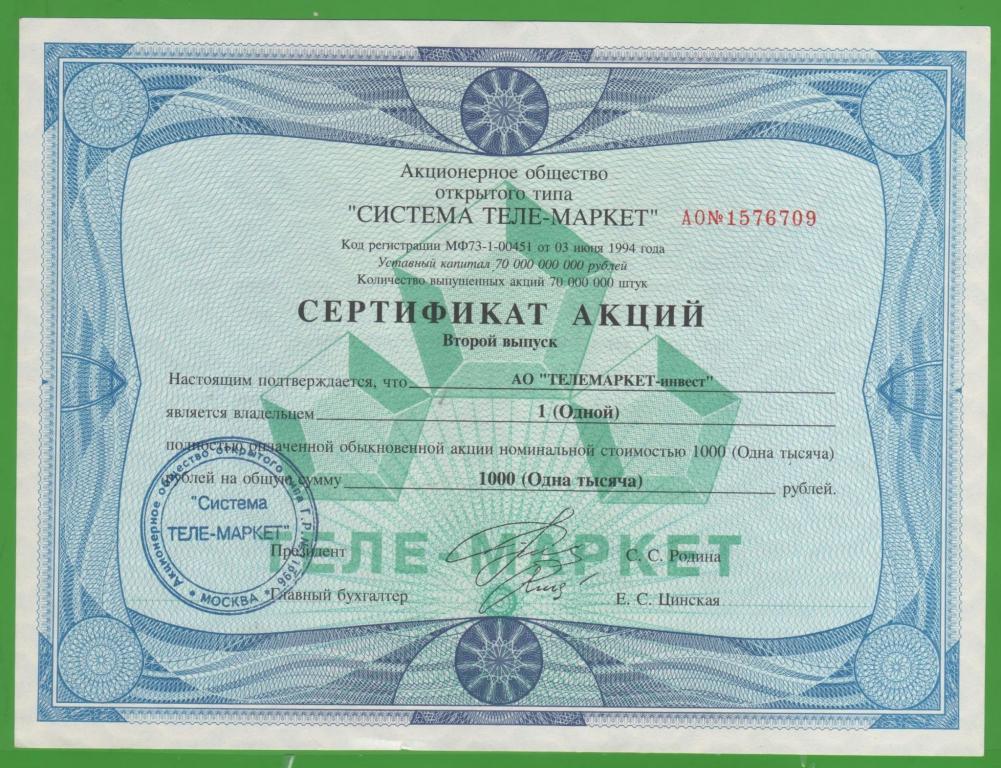 Акционерное общество
открытого типа
"СИСТЕМА ТЕЛЕ-МАРКЕТ" АО№1576709
Код регистрации МФ73-1-00451 от 03 июня 1994 года
Уставный капитал 70 000 000 000 рублей
Количество выпущенных акций 70 000 000 штук
СЕРТИФИКАТ АКЦИЙ
Второй выпуск
Настоящим подтверждается, что АО "ТЕЛЕМАРКЕТ-инвест"
является владельцем 1 (Одной)
полностью оплаченной обыкновенной акции номинальной стоимостью 1000 (Одна тысяча)
рублей на общую сумму 1000 (Одна тысяча) рублей.
Акционерное общество открытого типа Г.Р.
"Система
ТЕЛЕ-МАРКЕТ"
* МОСКВА *
ТЕЛЕ-МАРКЕТ
Президент С. С. Родина
Главный бухгалтер Е. С. Цинская